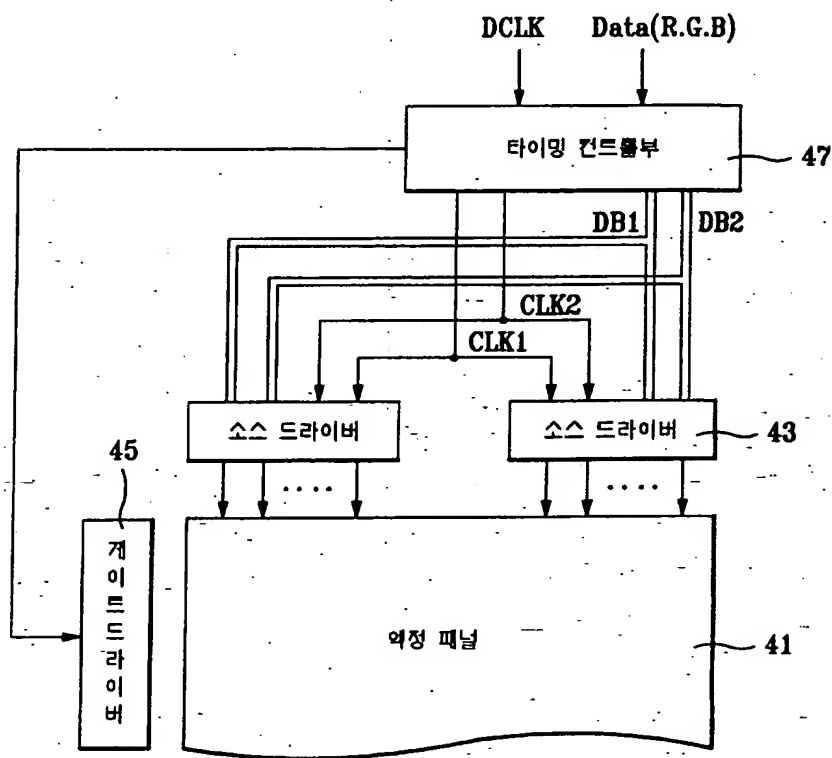 DCLK
Data(R.G.B)
타이밍 컨트롤부
47
DB1
DB2
CLK2
CLK1
소스 드라이버
소스 드라이버
43
45
게이트드라이버
액정 패널
41